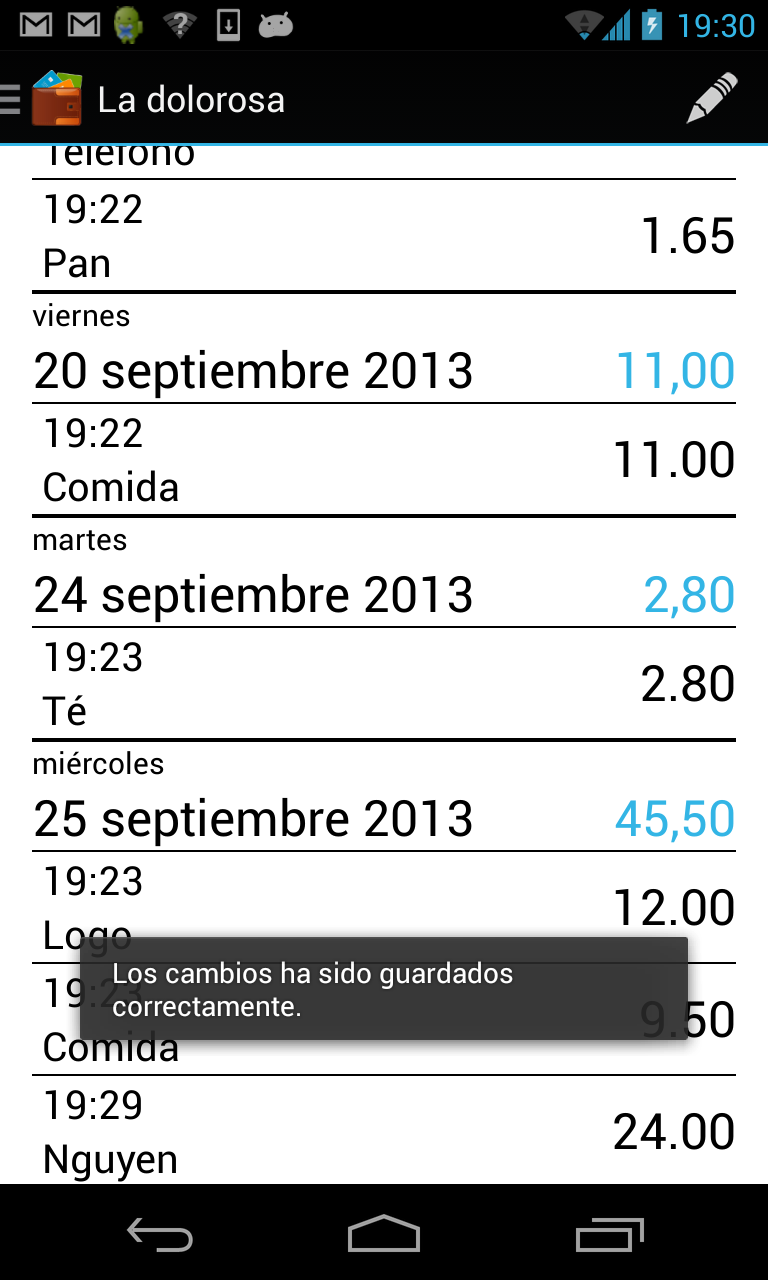 19:30
La dolorosa
Teléfono
19:22
1.65
Pan
viernes
20 septiembre 2013 11,00
19:22
11.00
Comida
martes
24 septiembre 2013 2,80
19:23
2.80
Té
miércoles
25 septiembre 2013 45,50
19:23
12.00
Logo
Los cambios ha sido guardados
correctamente.
19:23
9.50
Comida
19:29
24.00
Nguyen